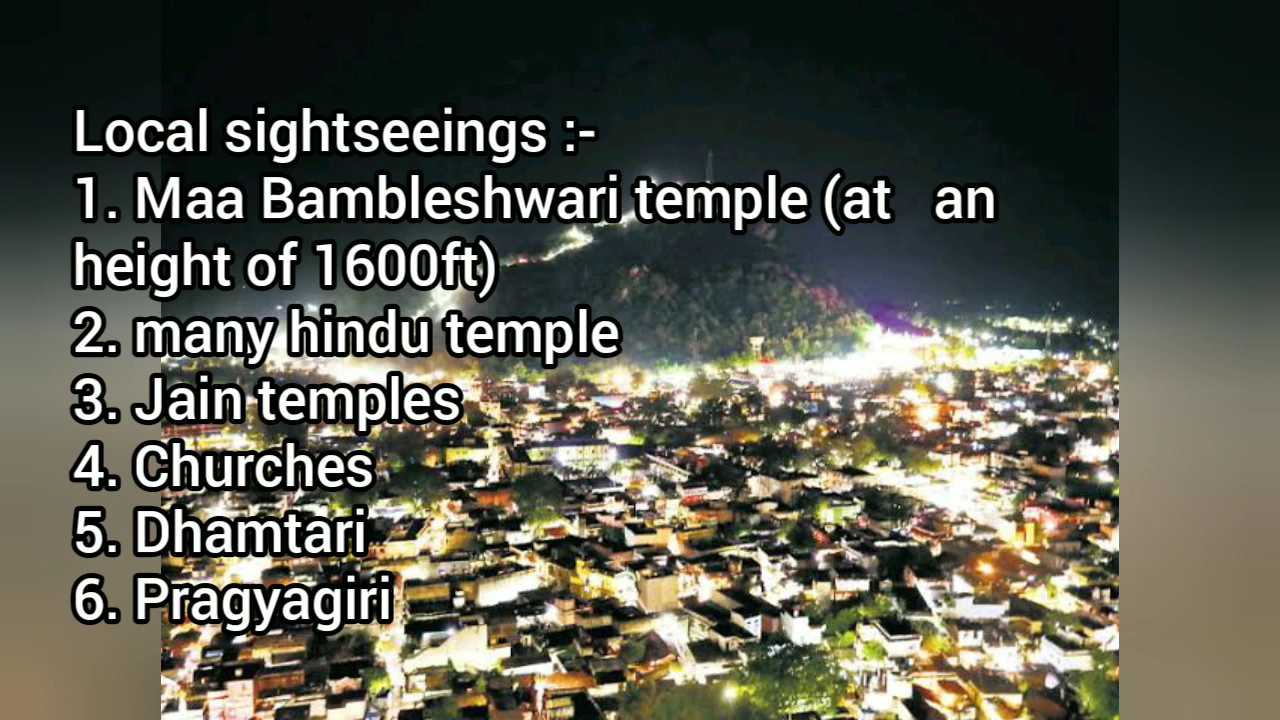 Local sightseeings :-
1. Maa Bambleshwari temple (at   an
height of 1600ft)
2. many hindu temple
3. Jain temples
4. Churches
5. Dhamtari
6. Pragyagiri